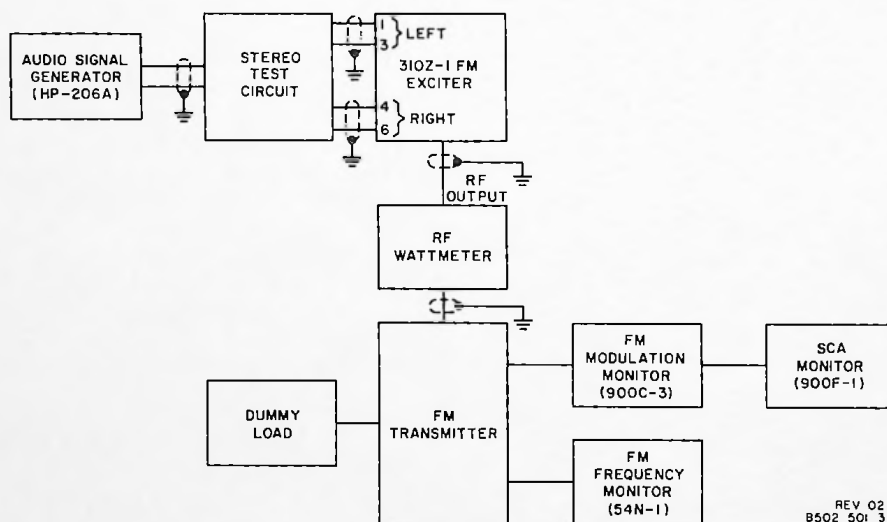 AUDIO SIGNAL
GENERATOR
(HP-206A)
STEREO
TEST
CIRCUIT
1
3
LEFT
4
6
RIGHT
310Z-1 FM
EXCITER
RF
OUTPUT
RF
WATTMETER
FM
TRANSMITTER
DUMMY
LOAD
FM
MODULATION
MONITOR
(900C-3)
SCA
MONITOR
(900F-1)
FM
FREQUENCY
MONITOR
(54N-1)
REV 02
B502 501 3